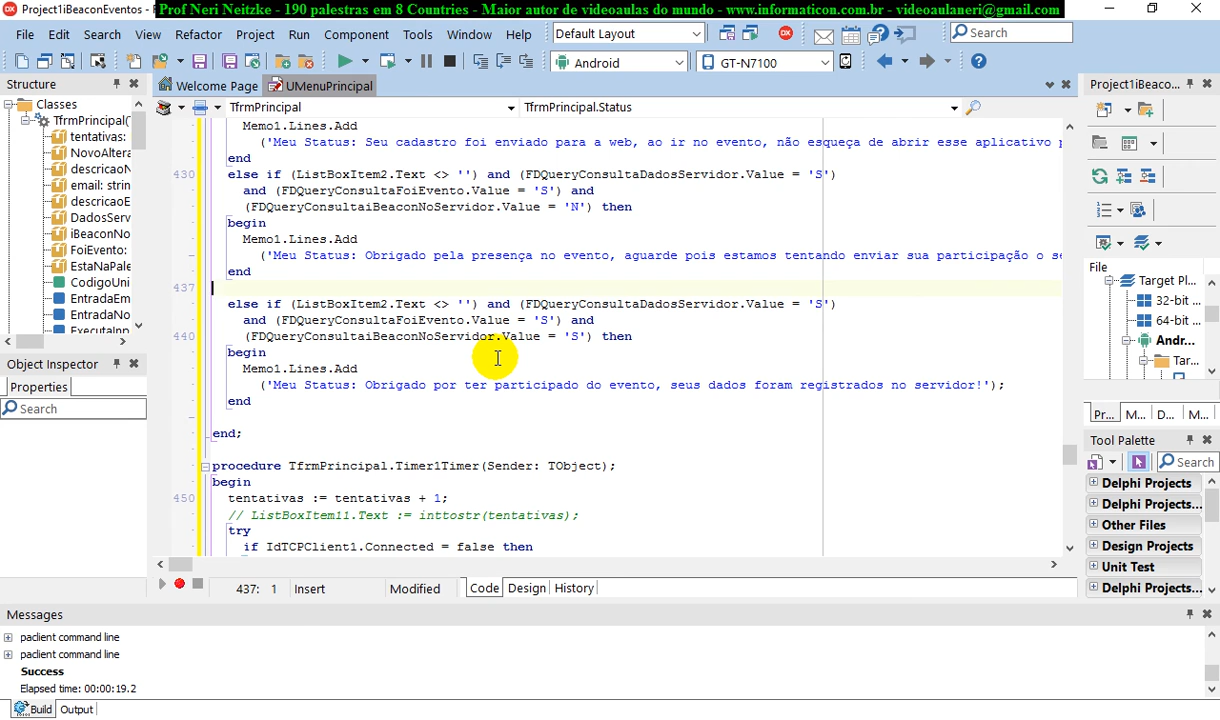 Project1iBeaconEventos -
Prof Neri Neitzke - 190 palestras em 8 Countries - Maior autor de videoaulas do mundo - www.informaticon.com.br - videoaulaneri@gmail.com
File Edit Search View Refactor Project Run Component Tools Window Help
Default Layout
Search
Android
GT-N7100
Structure
Welcome Page
UMenuPrincipal
Project1iBeaco...
Classes
TfrmPrincipal(
tentativas:
NovoAltera
descricaoN
email: strin
descricaoE
DadosServ
iBeaconNo
FoiEvento:
EstaNaPale
CodigoUni
EntradaEm
EntradaNo
ExecutaInn
TfrmPrincipal
TfrmPrincipal.Status
Memo1.Lines.Add
('Meu Status: Seu cadastro foi enviado para a web, ao ir no evento, não esqueça de abrir esse aplicativo p
end
430 else if (ListBoxItem2.Text <> '') and (FDQueryConsultaDadosServidor.Value = 'S')
and (FDQueryConsultaFoiEvento.Value = 'S') and
(FDQueryConsultaiBeaconNoServidor.Value = 'N') then
begin
Memo1.Lines.Add
('Meu Status: Obrigado pela presença no evento, aguarde pois estamos tentando enviar sua participação o se
end
437
else if (ListBoxItem2.Text <> '') and (FDQueryConsultaDadosServidor.Value = 'S')
and (FDQueryConsultaFoiEvento.Value = 'S') and
440 (FDQueryConsultaiBeaconNoServidor.Value = 'S') then
begin
Memo1.Lines.Add
('Meu Status: Obrigado por ter participado do evento, seus dados foram registrados no servidor!');
end
end;
procedure TfrmPrincipal.Timer1Timer(Sender: TObject);
begin
450 tentativas := tentativas + 1;
// ListBoxItem11.Text := inttostr(tentativas);
try
if IdTCPClient1.Connected = false then
Object Inspector
Properties
Search
File
Target Pl...
32-bit ...
64-bit ...
Andr...
Tar...
Pr... M... D... M...
Tool Palette
Search
Delphi Projects
Delphi Projects...
Other Files
Design Projects
Unit Test
Delphi Projects...
437: 1 Insert Modified Code Design History
Messages
paclient command line
paclient command line
Success
Elapsed time: 00:00:19.2
Build Output